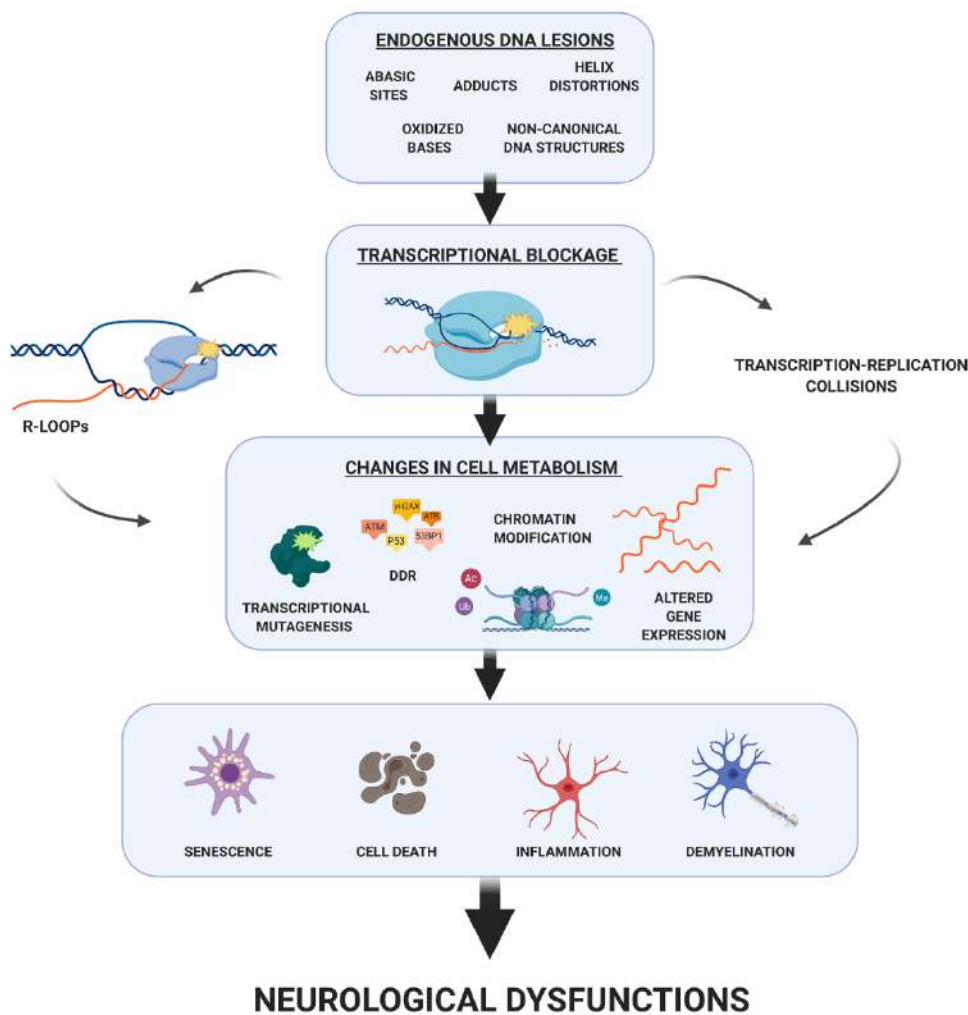 ENDOGENOUS DNA LESIONS
ABASIC
SITES
ADDUCTS
HELIX
DISTORTIONS
OXIDIZED
BASES
NON-CANONICAL
DNA STRUCTURES
TRANSCRIPTIONAL BLOCKAGE
R-LOOPs
TRANSCRIPTION-REPLICATION
COLLISIONS
CHANGES IN CELL METABOLISM
TRANSCRIPTIONAL
MUTAGENESIS
γH2AX
ATM
ATR
P53
53BP1
DDR
CHROMATIN
MODIFICATION
Ac
Ub
Me
ALTERED
GENE
EXPRESSION
SENESCENCE
CELL DEATH
INFLAMMATION
DEMYELINATION
NEUROLOGICAL DYSFUNCTIONS